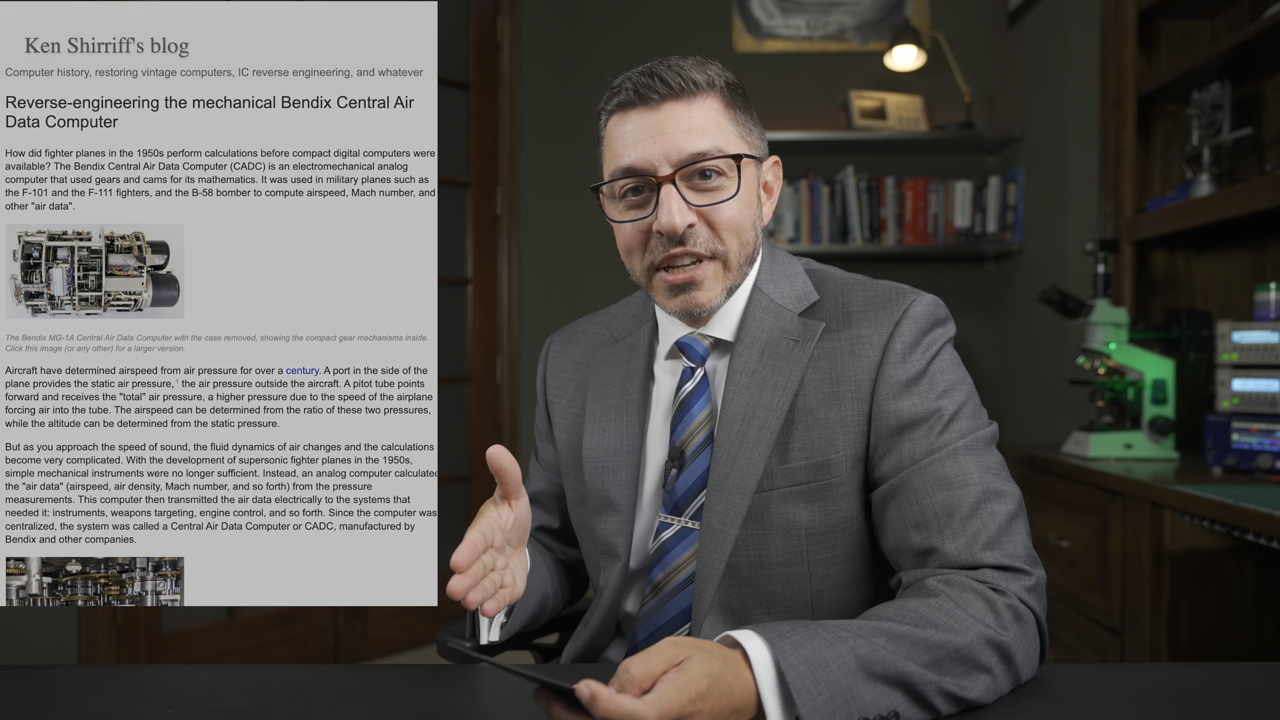 Ken Shirriff's blog
Computer history, restoring vintage computers, IC reverse engineering, and whatever
Reverse-engineering the mechanical Bendix Central Air
Data Computer
How did fighter planes in the 1950s perform calculations before compact digital computers were
available? The Bendix Central Air Data Computer (CADC) is an electromechanical analog
computer that used gears and cams for its mathematics. It was used in military planes such as
the F-101 and the F-111 fighters, and the B-58 bomber to compute airspeed, Mach number, and
other "air data".
The Bendix MG-1A Central Air Data Computer with the case removed, showing the compact gear mechanisms inside.
Click this image (or any other) for a larger version.
Aircraft have determined airspeed from air pressure for over a century. A port in the side of the
plane provides the static air pressure,1 the air pressure outside the aircraft. A pitot tube points
forward and receives the "total" air pressure, a higher pressure due to the speed of the airplane
forcing air into the tube. The airspeed can be determined from the ratio of these two pressures,
while the altitude can be determined from the static pressure.
But as you approach the speed of sound, the fluid dynamics of air changes and the calculations
become very complicated. With the development of supersonic fighter planes in the 1950s,
simple mechanical instruments were no longer sufficient. Instead, an analog computer calculated
the "air data" (airspeed, air density, Mach number, and so forth) from the pressure
measurements. This computer then transmitted the air data electrically to the systems that
needed it: instruments, weapons targeting, engine control, and so forth. Since the computer was
centralized, the system was called a Central Air Data Computer or CADC, manufactured by
Bendix and other companies.